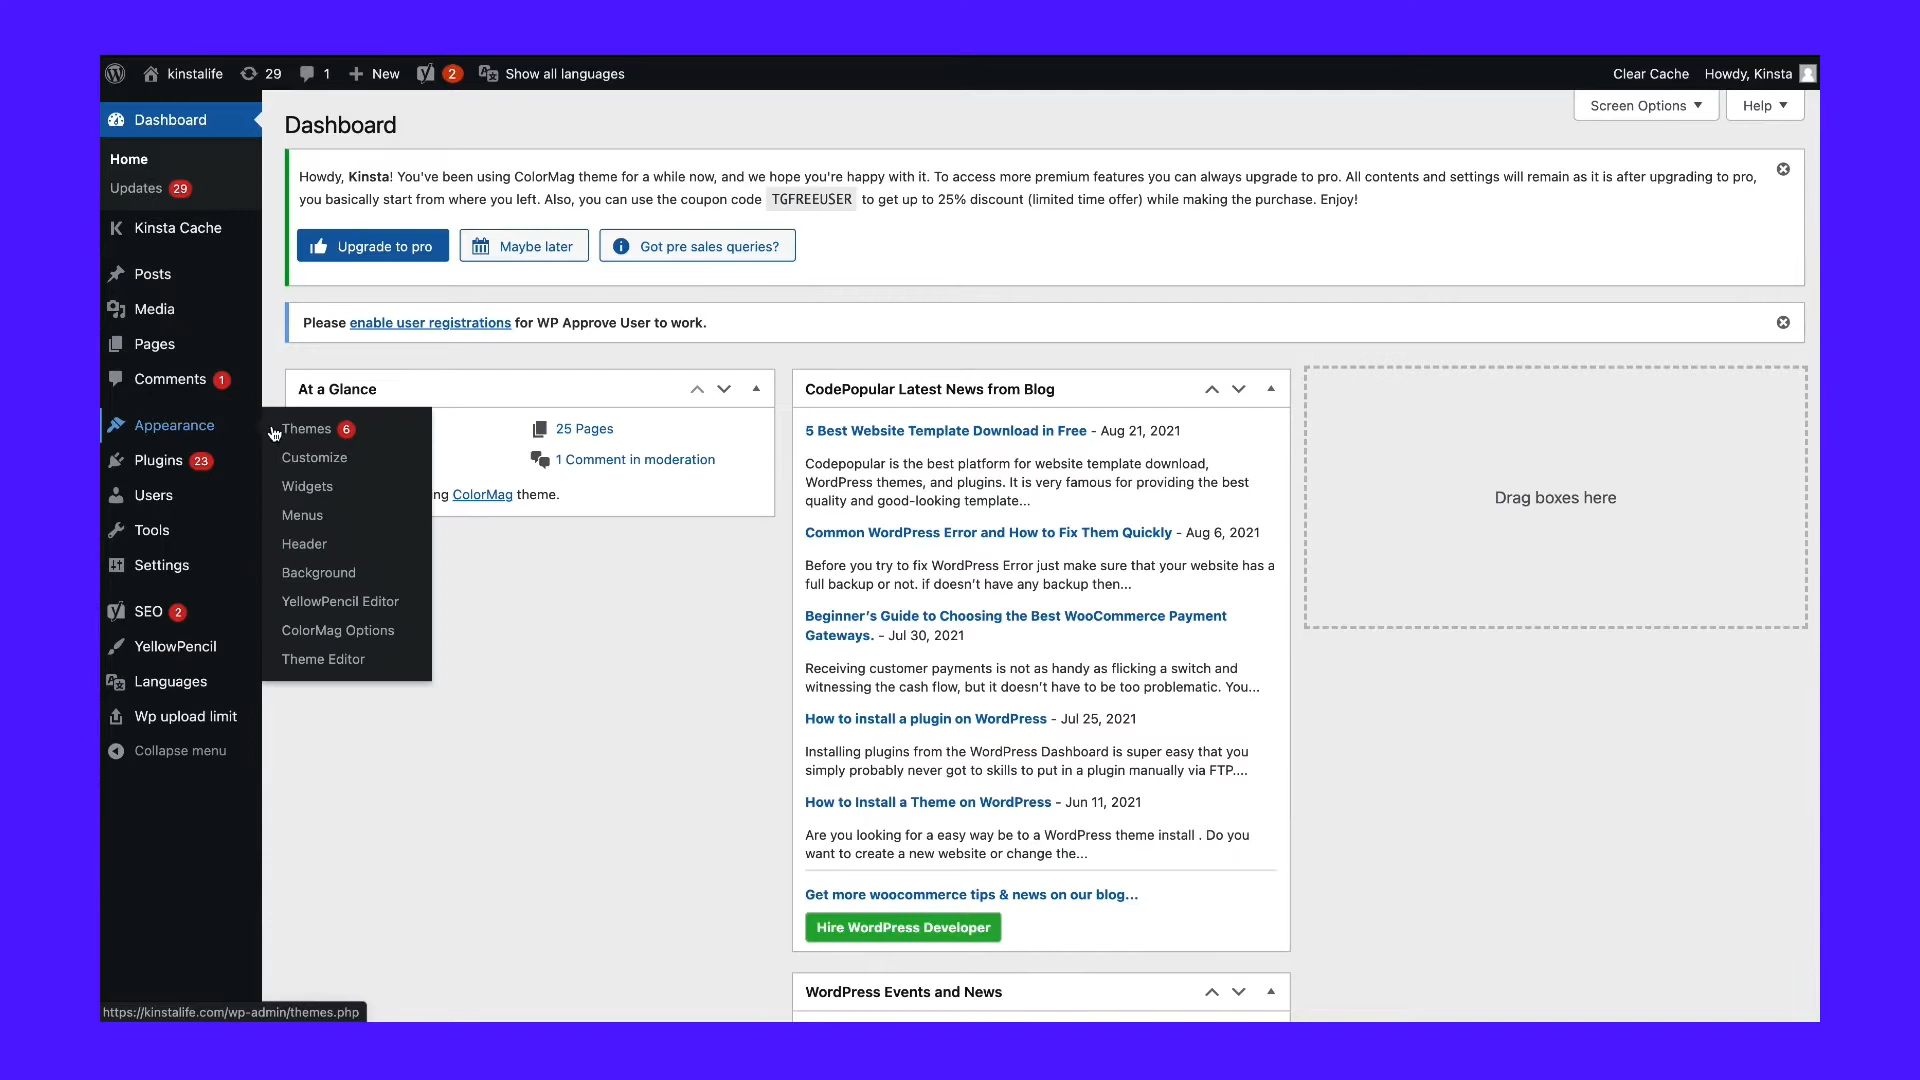 kinstalife 29 1 New 2 Show all languages Clear Cache Howdy, Kinsta
Dashboard
Home
Updates 29
Kinsta Cache
Posts
Media
Pages
Comments 1
Appearance
Plugins 23
Users
Tools
Settings
SEO 2
YellowPencil
Languages
Wp upload limit
Collapse menu
Themes 6
Customize
Widgets
Menus
Header
Background
YellowPencil Editor
ColorMag Options
Theme Editor
Screen Options Help
Dashboard
Howdy, Kinsta! You've been using ColorMag theme for a while now, and we hope you're happy with it. To access more premium features you can always upgrade to pro. All contents and settings will remain as it is after upgrading to pro,
you basically start from where you left. Also, you can use the coupon code TGFREEUSER to get up to 25% discount (limited time offer) while making the purchase. Enjoy!
Upgrade to pro Maybe later Got pre sales queries?
Please enable user registrations for WP Approve User to work.
At a Glance
25 Pages
1 Comment in moderation
ng ColorMag theme.
CodePopular Latest News from Blog
5 Best Website Template Download in Free - Aug 21, 2021
Codepopular is the best platform for website template download,
WordPress themes, and plugins. It is very famous for providing the best
quality and good-looking template...
Common WordPress Error and How to Fix Them Quickly - Aug 6, 2021
Before you try to fix WordPress Error just make sure that your website has a
full backup or not. if doesn't have any backup then...
Beginner's Guide to Choosing the Best WooCommerce Payment
Gateways. - Jul 30, 2021
Receiving customer payments is not as handy as flicking a switch and
witnessing the cash flow, but it doesn't have to be too problematic. You...
How to install a plugin on WordPress - Jul 25, 2021
Installing plugins from the WordPress Dashboard is super easy that you
simply probably never got to skills to put in a plugin manually via FTP....
How to Install a Theme on WordPress - Jun 11, 2021
Are you looking for a easy way be to a WordPress theme install . Do you
want to create a new website or change the...
Get more woocommerce tips & news on our blog...
Hire WordPress Developer
WordPress Events and News
Drag boxes here
https://kinstalife.com/wp-admin/themes.php